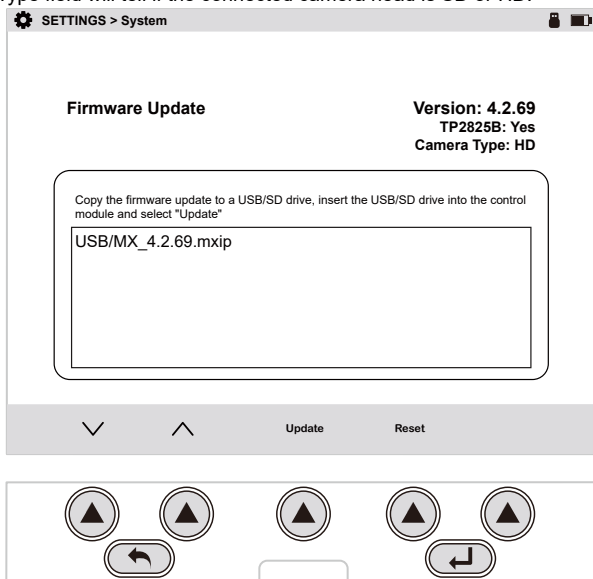 Type field will tell if the connected camera head is SD or HD?
SETTINGS > System
Firmware Update
Version: 4.2.69
TP2825B: Yes
Camera Type: HD
Copy the firmware update to a USB/SD drive, insert the USB/SD drive into the control
module and select "Update"
USB/MX_4.2.69.mxip
Update
Reset